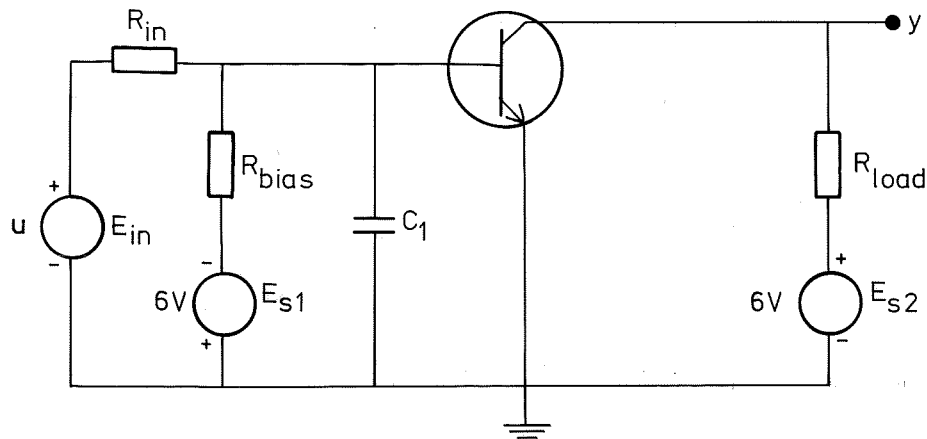 R_in
y
R_bias
R_load
+
u
E_in
-
C_1
-
6V
E_s1
+
+
6V
E_s2
-